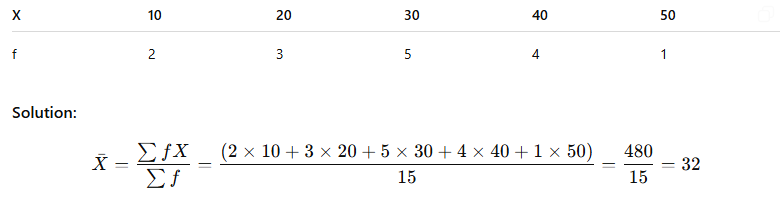 X 10 20 30 40 50
f 2 3 5 4 1
Solution:
X̄ = ∑ fX / ∑ f = (2 × 10 + 3 × 20 + 5 × 30 + 4 × 40 + 1 × 50) / 15 = 480 / 15 = 32